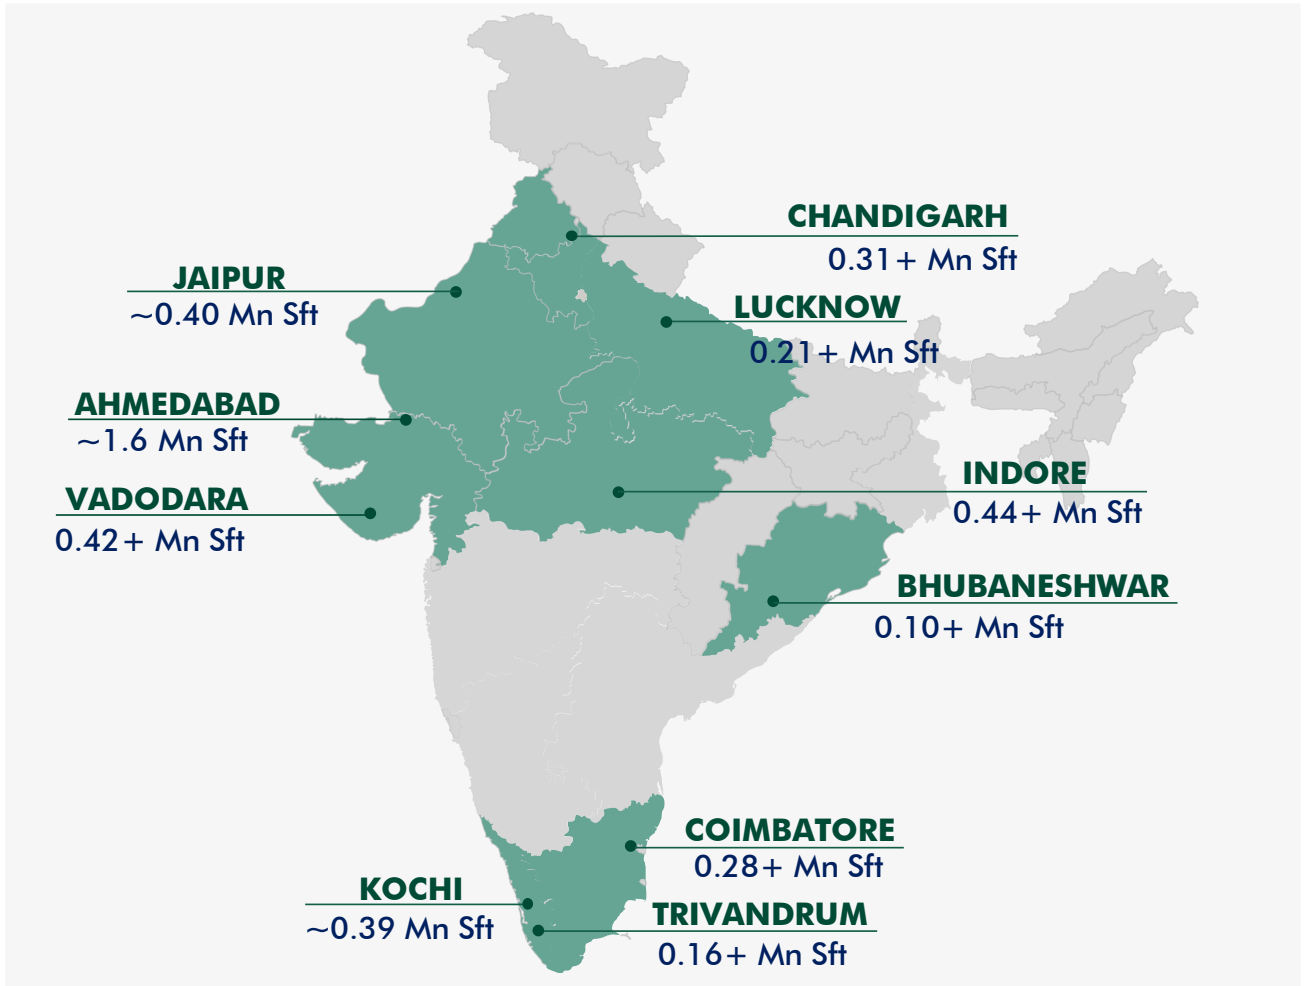 CHANDIGARH
0.31+ Mn Sft
JAIPUR
~0.40 Mn Sft
LUCKNOW
0.21+ Mn Sft
AHMEDABAD
~1.6 Mn Sft
INDORE
0.44+ Mn Sft
VADODARA
0.42+ Mn Sft
BHUBANESHWAR
0.10+ Mn Sft
COIMBATORE
0.28+ Mn Sft
KOCHI
~0.39 Mn Sft
TRIVANDRUM
0.16+ Mn Sft